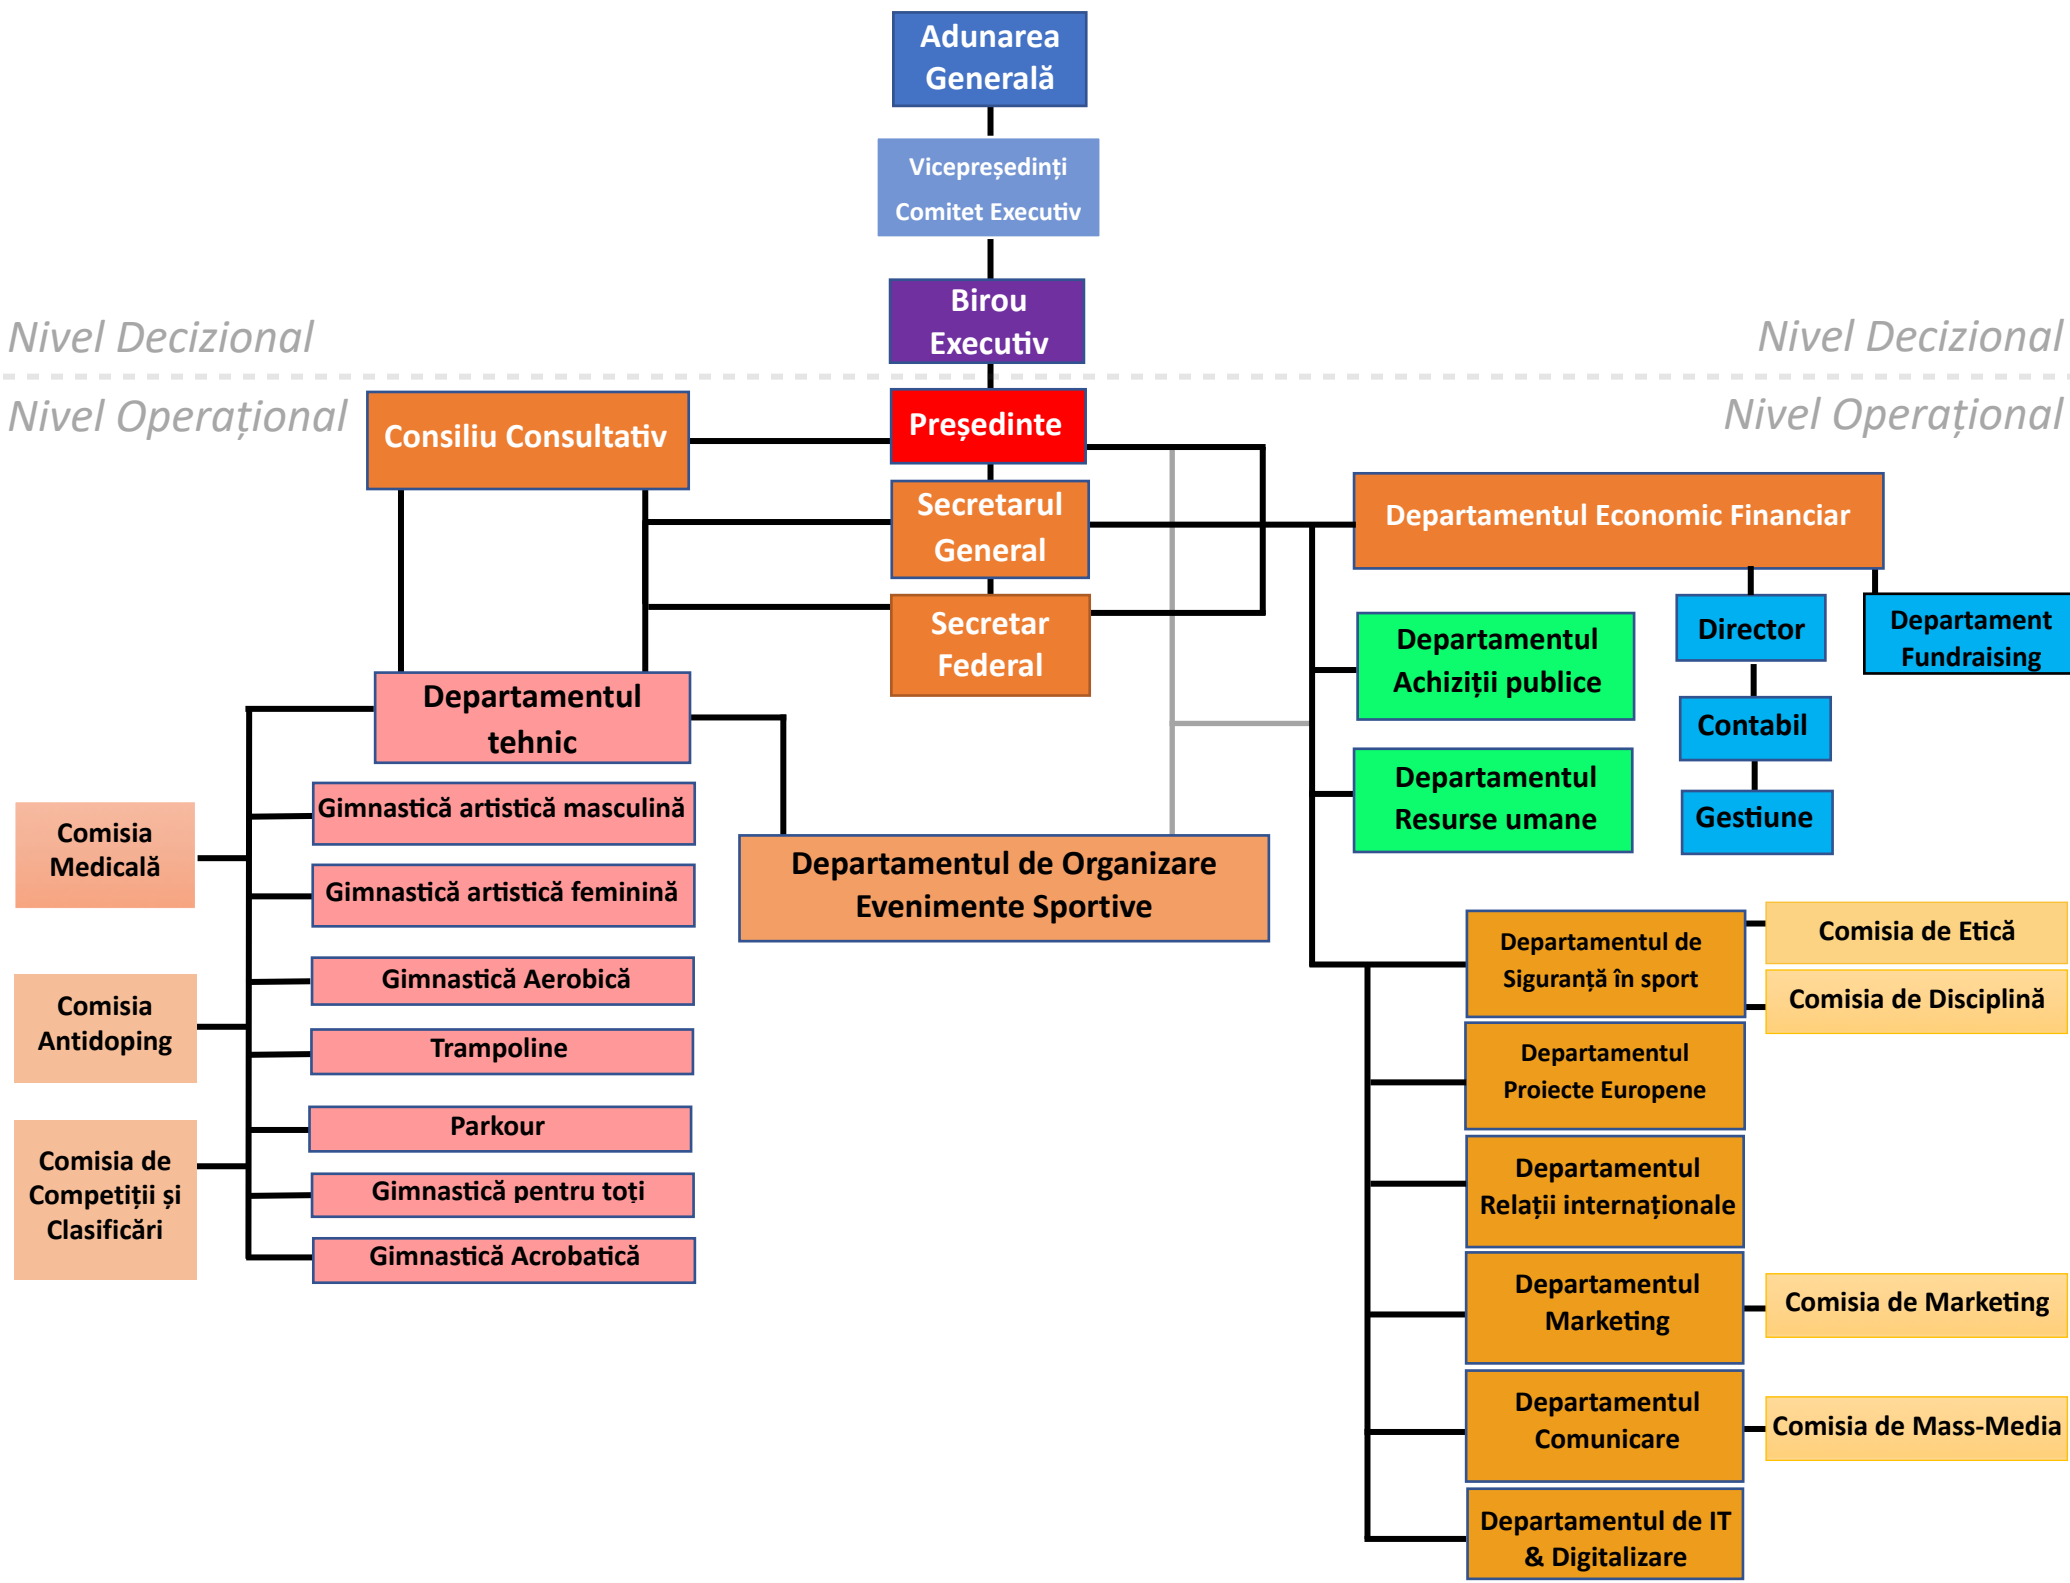 Adunarea
Generală
Vicepreședinți
Comitet Executiv
Birou
Executiv
Nivel Decizional
Nivel Decizional
Nivel Operațional
Nivel Operațional
Consiliu Consultativ
Președinte
Secretarul
General
Departamentul Economic Financiar
Secretar
Federal
Departamentul
Achiziții publice
Director
Departament
Fundraising
Departamentul
tehnic
Contabil
Departamentul
Resurse umane
Gestiune
Gimnastică artistică masculină
Comisia
Medicală
Gimnastică artistică feminină
Departamentul de Organizare
Evenimente Sportive
Gimnastică Aerobică
Comisia
Antidoping
Trampoline
Parkour
Comisia de
Competiții și
Clasificări
Gimnastică pentru toți
Gimnastică Acrobatică
Departamentul de
Siguranță în sport
Comisia de Etică
Comisia de Disciplină
Departamentul
Proiecte Europene
Departamentul
Relații internaționale
Departamentul
Marketing
Comisia de Marketing
Departamentul
Comunicare
Comisia de Mass-Media
Departamentul de IT
& Digitalizare